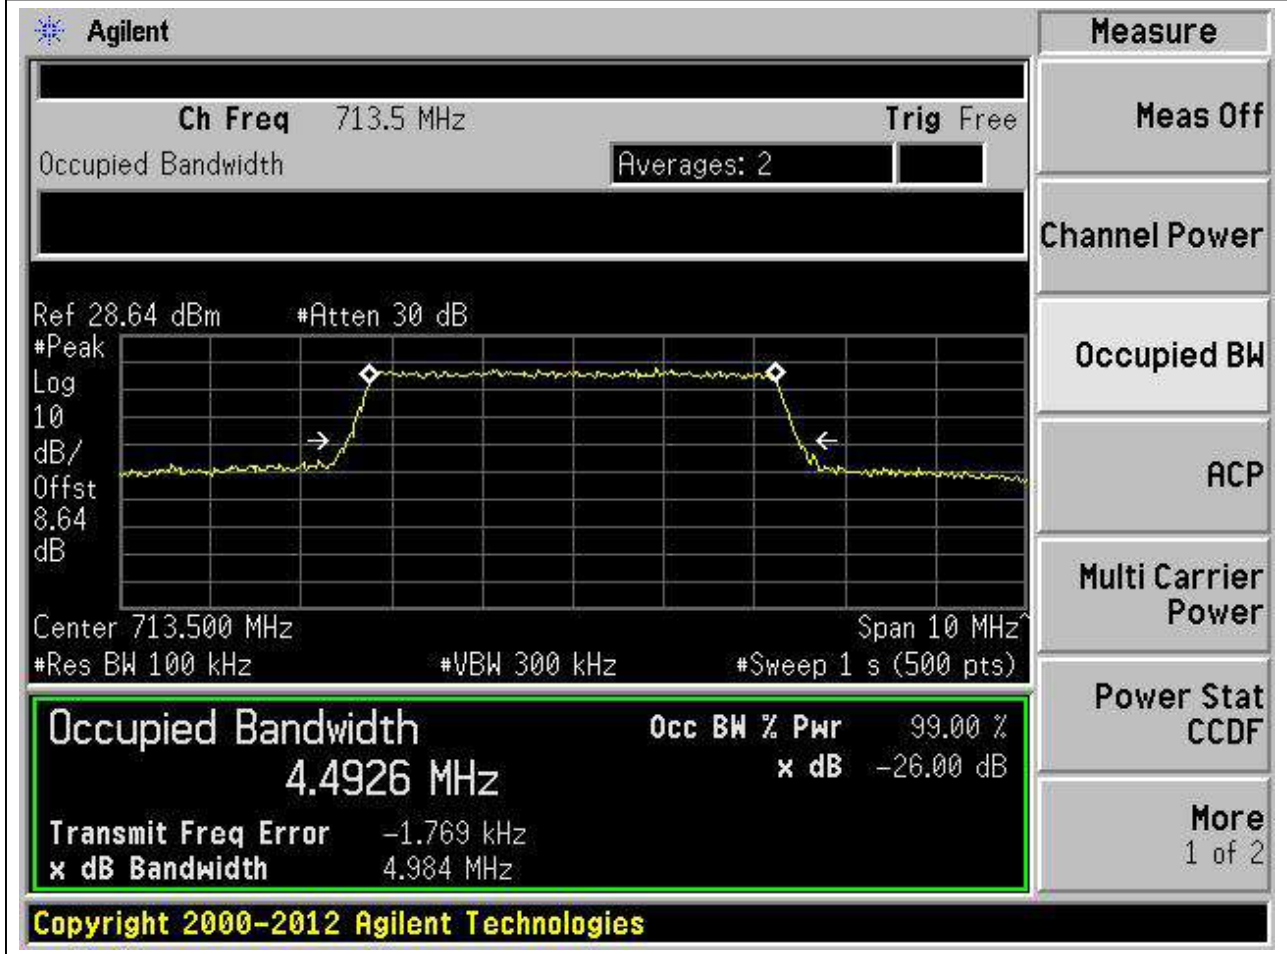 Agilent
Measure
Ch Freq 713.5 MHz Trig Free
Occupied Bandwidth Averages: 2
Ref 28.64 dBm #Atten 30 dB
#Peak
Log
10
dB/
Offst
8.64
dB
Center 713.500 MHz Span 10 MHz^
#Res BW 100 kHz #VBW 300 kHz #Sweep 1 s (500 pts)
Occupied Bandwidth
4.4926 MHz
Occ BW % Pwr 99.00 %
x dB -26.00 dB
Transmit Freq Error -1.769 kHz
x dB Bandwidth 4.984 MHz
Copyright 2000-2012 Agilent Technologies
Meas Off
Channel Power
Occupied BW
ACP
Multi Carrier
Power
Power Stat
CCDF
More
1 of 2